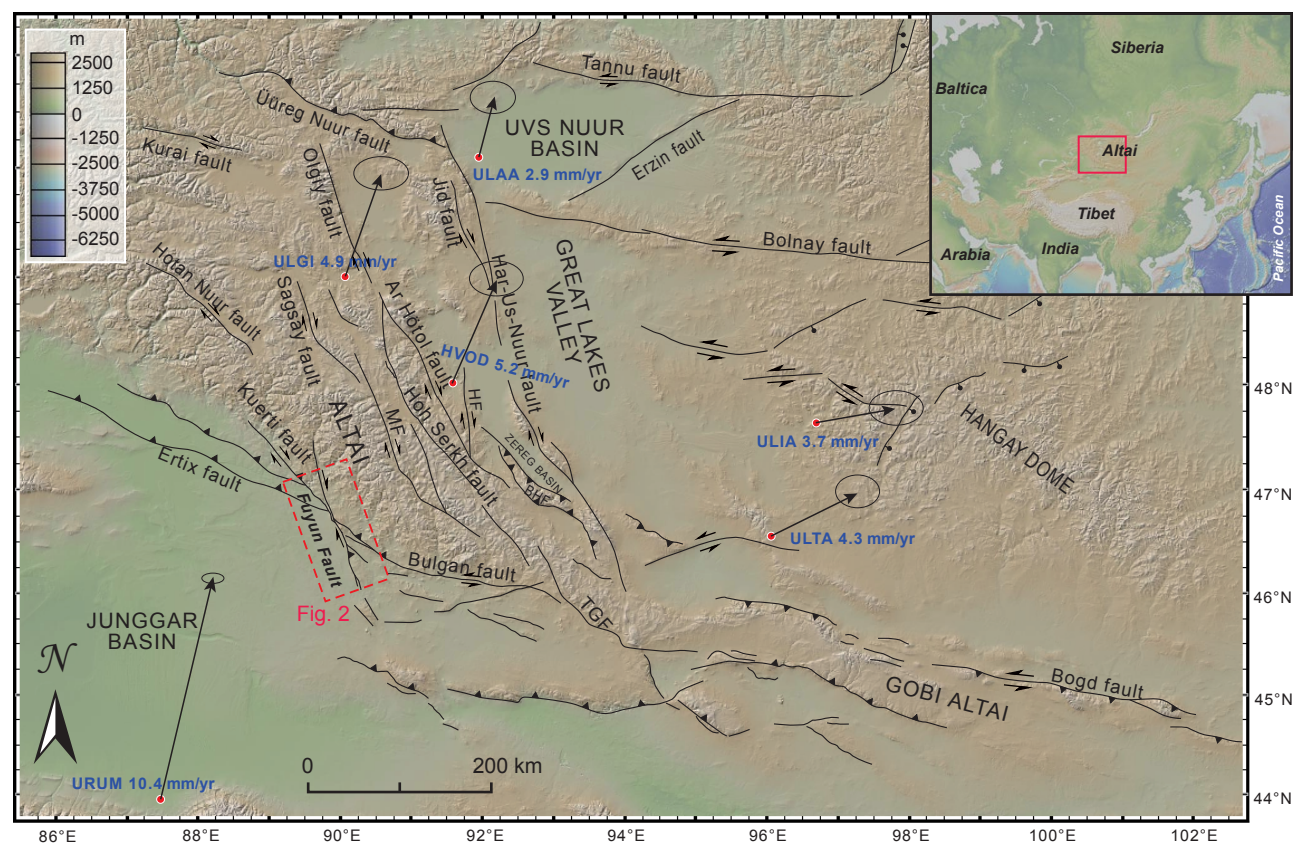 m
2500
1250
0
-1250
-2500
-3750
-5000
-6250
Tannu fault
Üüreg Nuur fault
Kurai fault
UVS NUUR
BASIN
Erzin fault
ULAA 2.9 mm/yr
Ogiy fault
Jid fault
ULGI 4.9 mm/yr
Bolnay fault
Hotan Nuur fault
Sagsay fault
Ar Hötol fault
Har-Us-Nuur fault
GREAT LAKES
VALLEY
HVOD 5.2 mm/yr
Kuertu fault
ALTAI
MF
Hoh Serkh fault
HF
ZEREG BASIN
BHF
ULIA 3.7 mm/yr
HANGAY DOME
Ertix fault
Fuyun Fault
ULTA 4.3 mm/yr
Bulgan fault
Fig. 2
TGF
JUNGGAR
BASIN
N
Bogd fault
GOBI ALTAI
URUM 10.4 mm/yr
0 200 km
Siberia
Baltica
Altai
Tibet
Arabia
India
Pacific Ocean
48°N
47°N
46°N
45°N
44°N
86°E 88°E 90°E 92°E 94°E 96°E 98°E 100°E 102°E